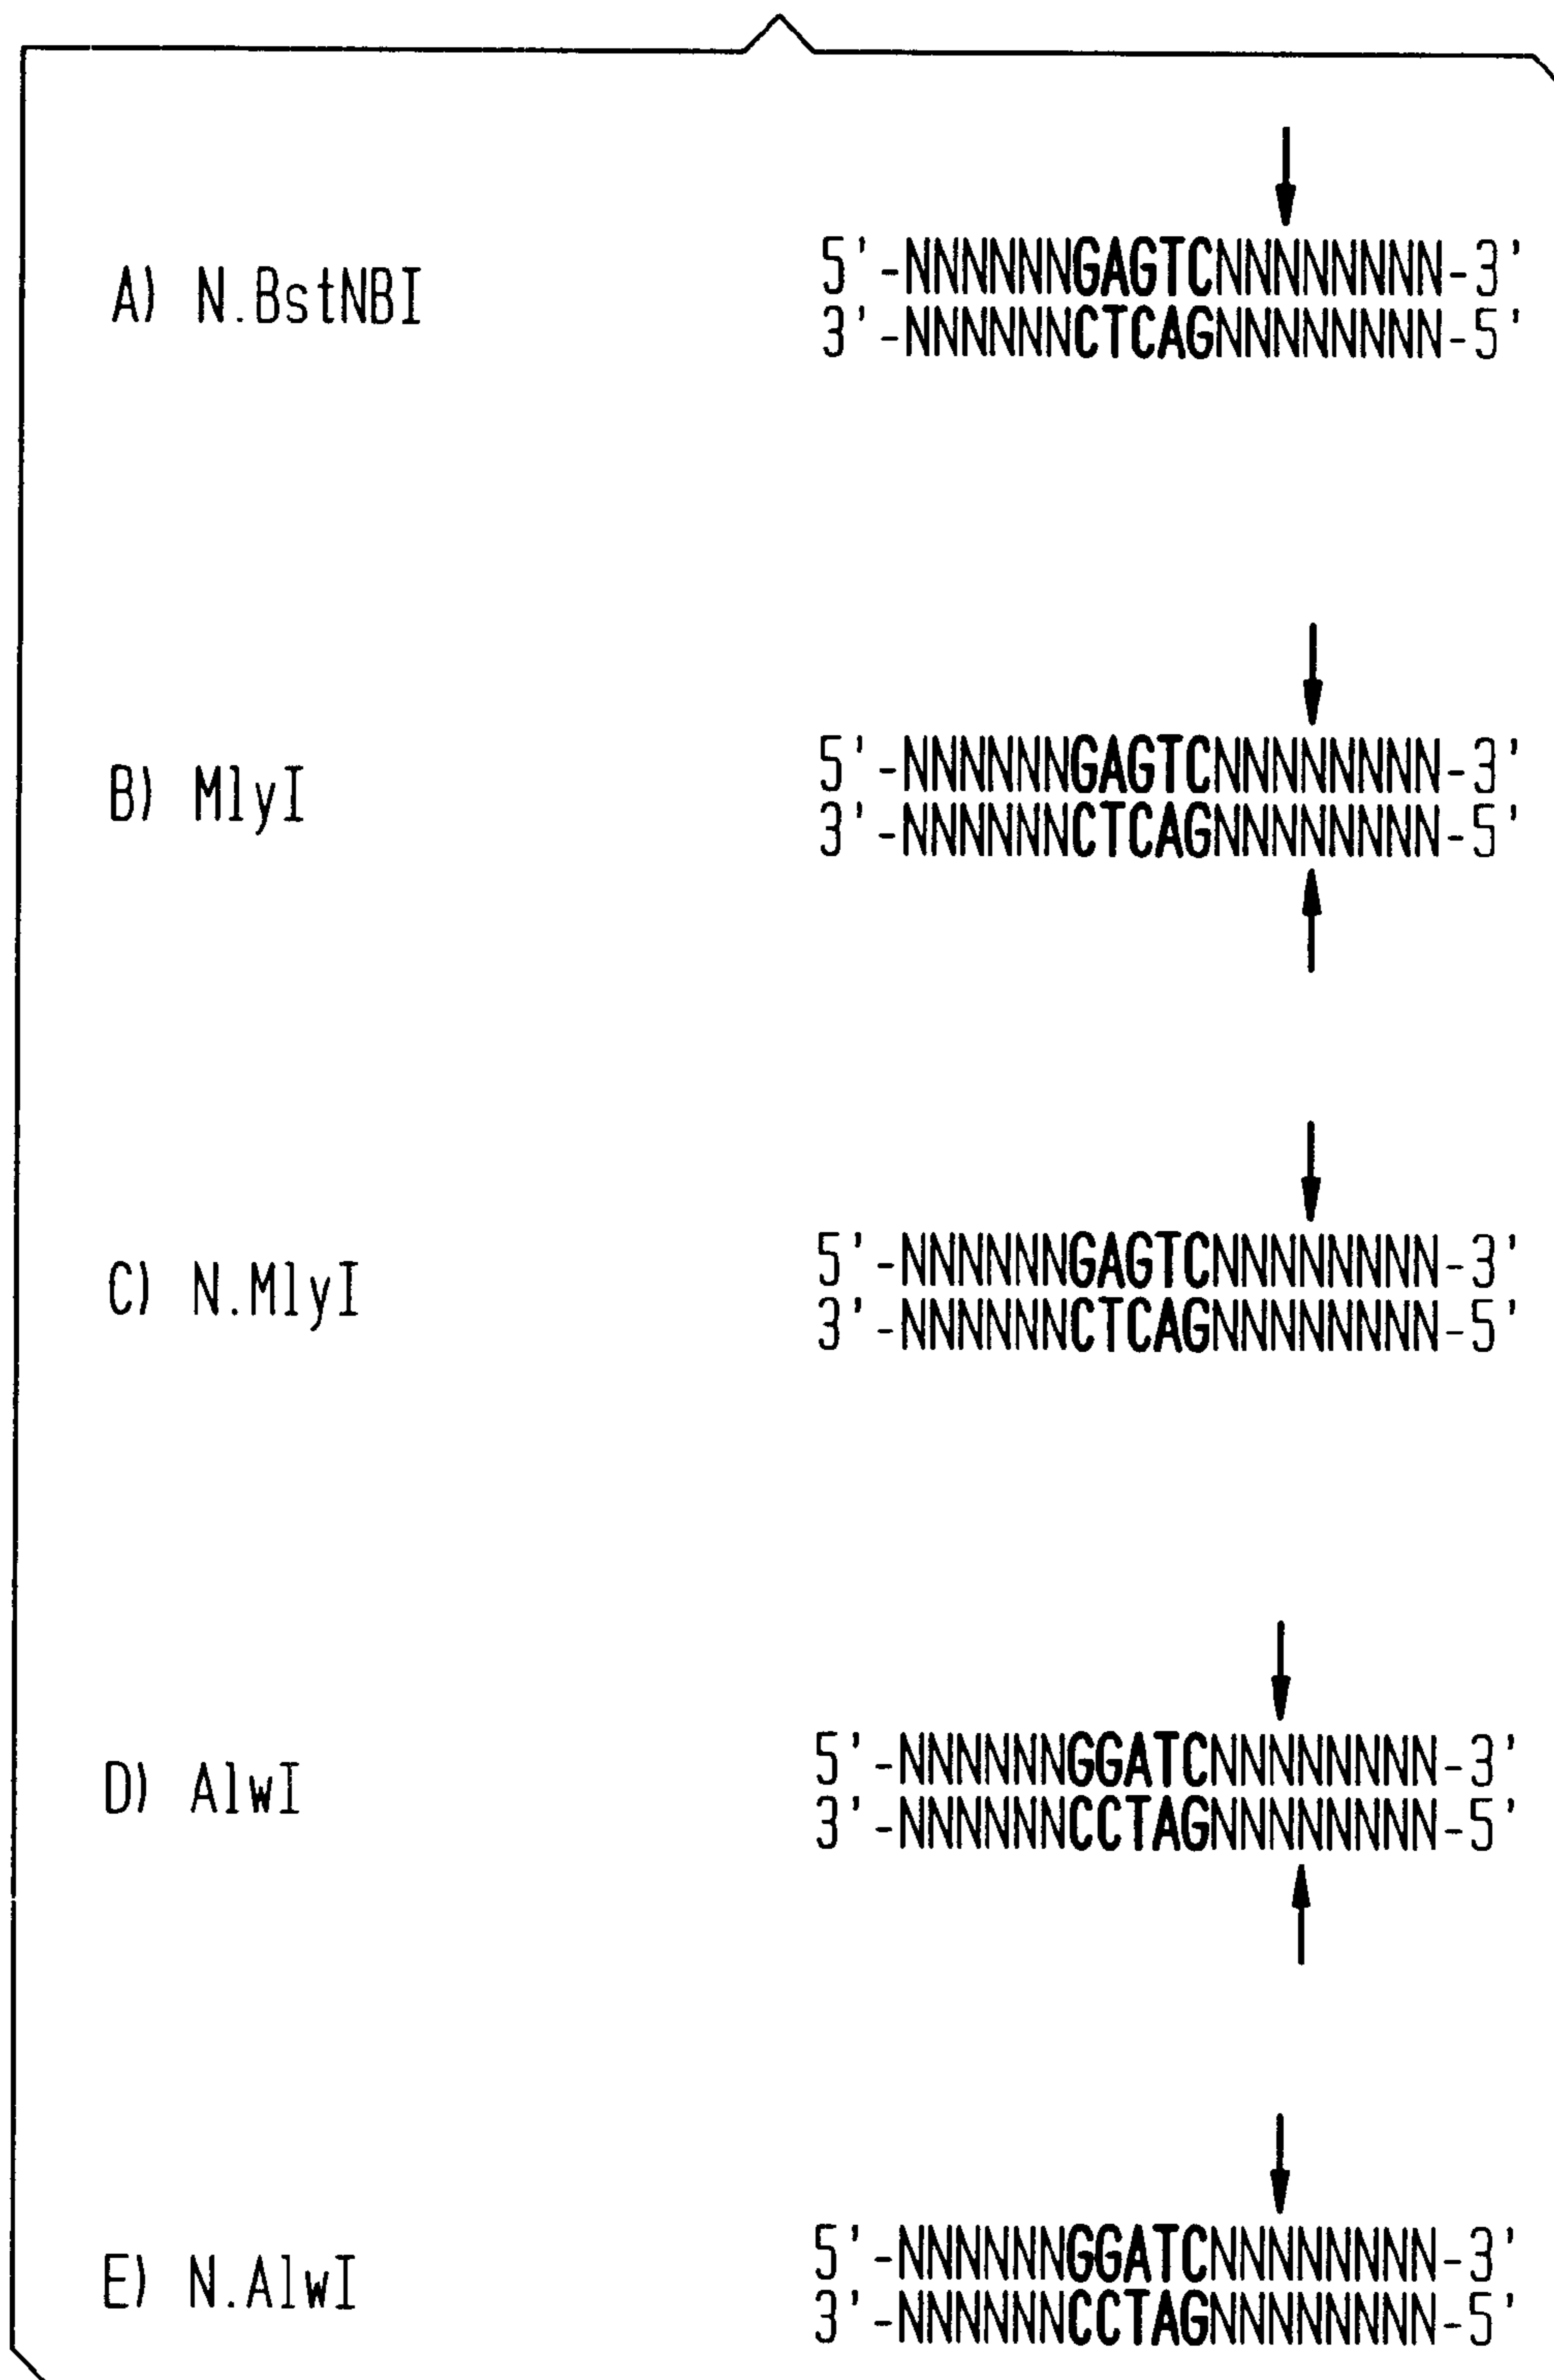 A) N.BstNBI
5'-NNNNNNGAGTCNNNNNNNN-3'
3'-NNNNNNCTCAGNNNNNNNN-5'
B) MlyI
5'-NNNNNNGAGTCNNNNNNNN-3'
3'-NNNNNNCTCAGNNNNNNNN-5'
C) N.MlyI
5'-NNNNNNGAGTCNNNNNNNN-3'
3'-NNNNNNCTCAGNNNNNNNN-5'
D) AlwI
5'-NNNNNNGGATCNNNNNNNN-3'
3'-NNNNNNCCTAGNNNNNNNN-5'
E) N.AlwI
5'-NNNNNNGGATCNNNNNNNN-3'
3'-NNNNNNCCTAGNNNNNNNN-5'